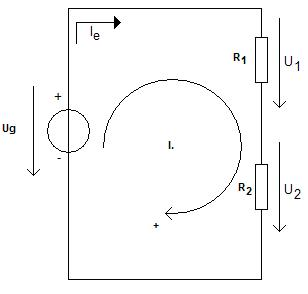 Ie
R1
U1
+
Ug
-
I.
R2
U2
+